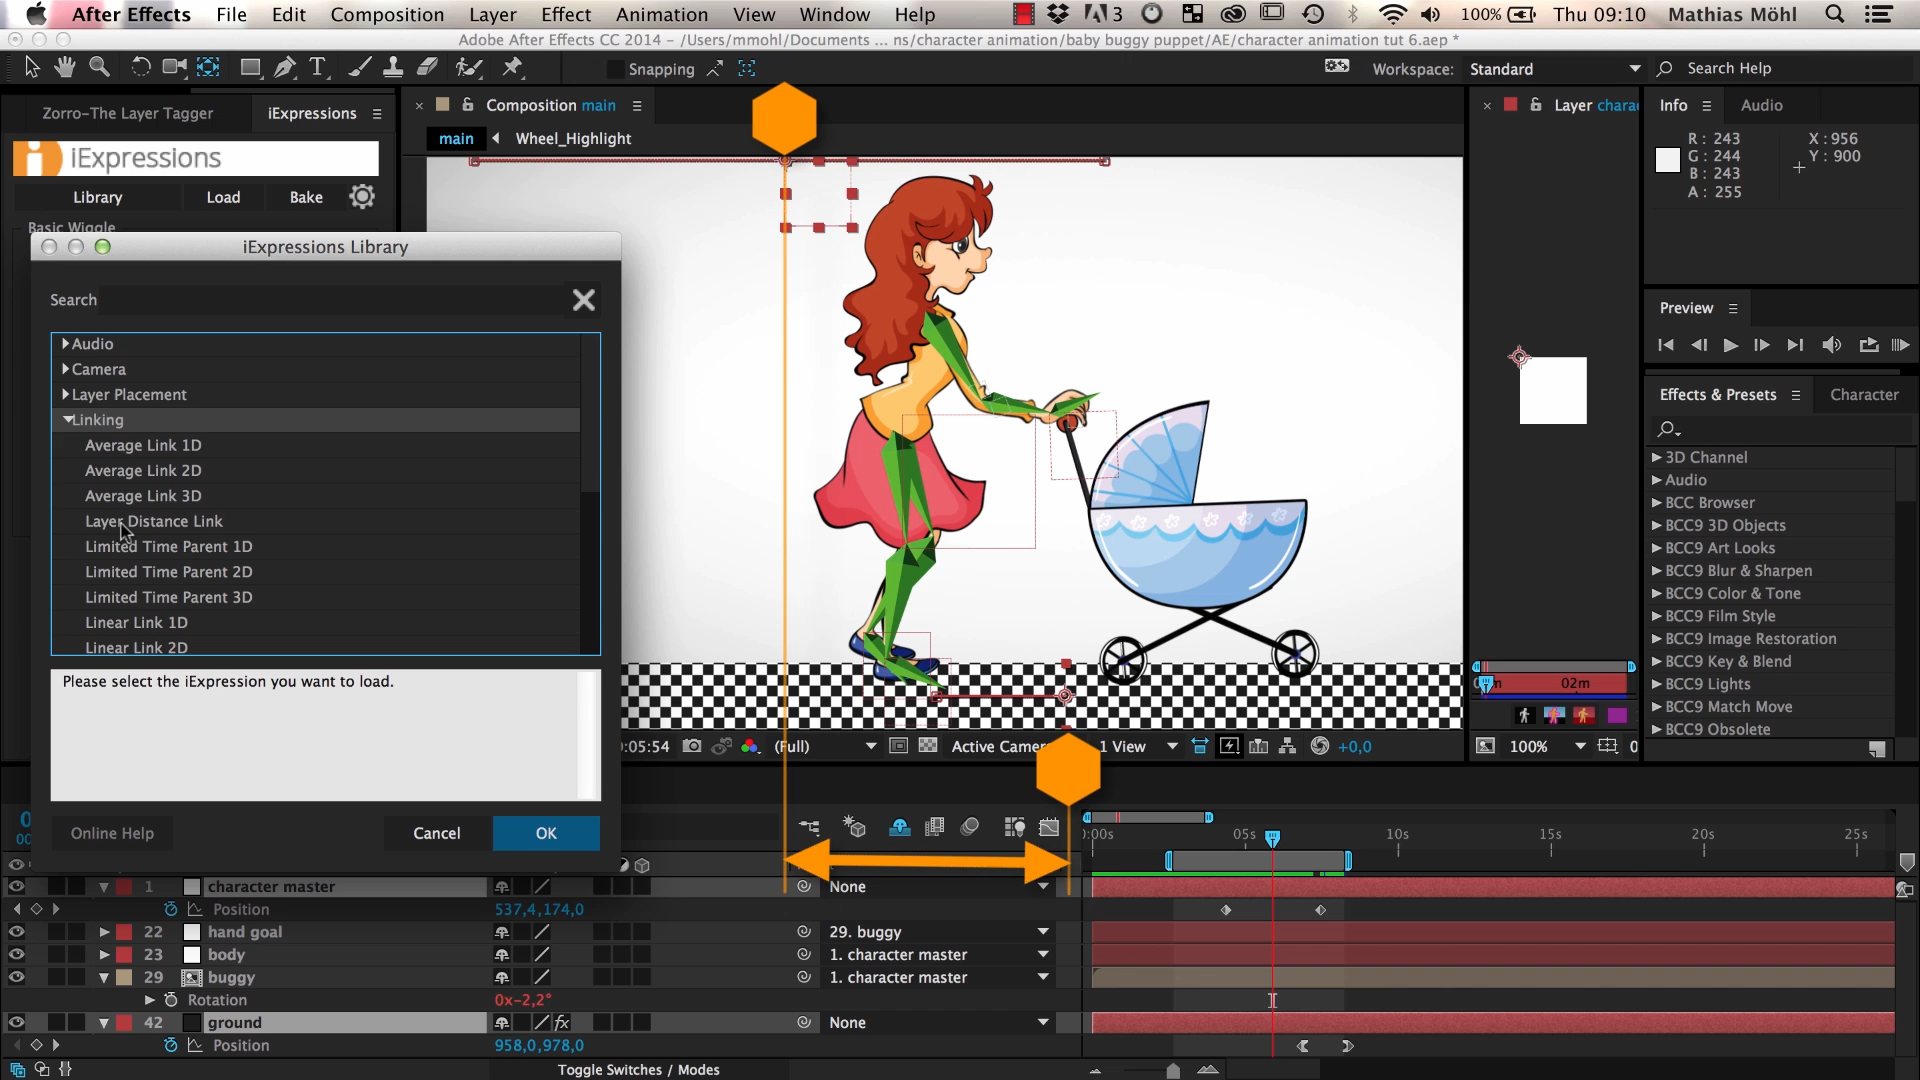 After Effects File Edit Composition Layer Effect Animation View Window Help 3 100% Thu 09:10 Mathias Möhl
Adobe After Effects CC 2014 – /Users/mmohl/Documents ... ns/character animation/baby buggy puppet/AE/character animation tut 6.aep *
Snapping Workspace: Standard Search Help
Zorro-The Layer Tagger iExpressions
Composition main
Layer
Info Audio
main Wheel_Highlight
R: 243 X:956
G: 244 Y: 900
B: 243
A: 255
iExpressions
Library Load Bake
Basic Wiggle
iExpressions Library
Search
Audio
Camera
Layer Placement
Linking
Average Link 1D
Average Link 2D
Average Link 3D
Layer Distance Link
Limited Time Parent 1D
Limited Time Parent 2D
Limited Time Parent 3D
Linear Link 1D
Linear Link 2D
Please select the iExpression you want to load.
Online Help Cancel OK
Preview
Effects & Presets Character
3D Channel
Audio
BCC Browser
BCC9 3D Objects
BCC9 Art Looks
BCC9 Blur & Sharpen
BCC9 Color & Tone
BCC9 Film Style
BCC9 Image Restoration
BCC9 Key & Blend
BCC9 Lights
BCC9 Match Move
BCC9 Obsolete
02m
100%
:05:54 (Full) Active Camer 1 View +0,0
0:00s 05s 10s 15s 20s 25s
1 character master None
Position 537,4,174,0
22 hand goal 29. buggy
23 body 1. character master
29 buggy 1. character master
Rotation 0x-2,2°
42 ground fx None
Position 958,0,978,0
Toggle Switches / Modes